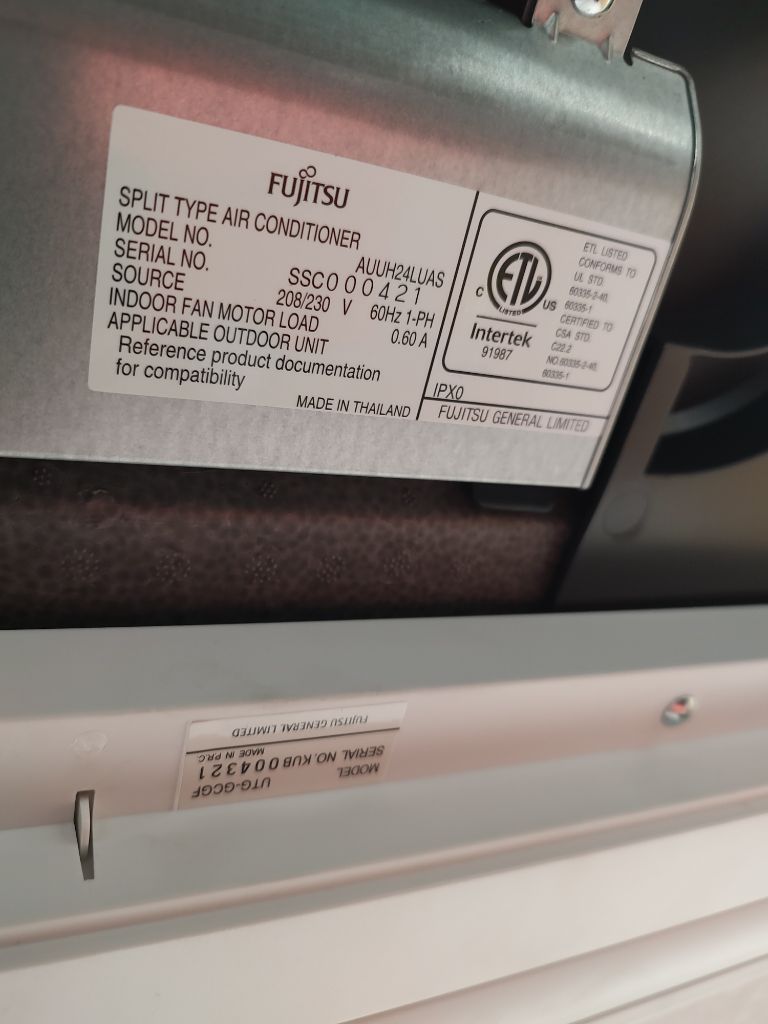 FUJITSU
SPLIT TYPE AIR CONDITIONER
MODEL NO. AUUH24LUAS
SERIAL NO. SSC000421
SOURCE 208/230 V 60Hz 1-PH
INDOOR FAN MOTOR LOAD 0.60 A
APPLICABLE OUTDOOR UNIT
Reference product documentation
for compatibility
MADE IN THAILAND
ETL LISTED
CONFORMS TO
UL STD.
60335-2-40,
60335-1
CERTIFIED TO
CSA STD.
C22.2
NO.60335-2-40,
60335-1
C ETL US
LISTED
Intertek
91987
IPX0
FUJITSU GENERAL LIMITED
MODEL UTG-GCGF
SERIAL NO. KUB004321
MADE IN P.R.C.
FUJITSU GENERAL LIMITED